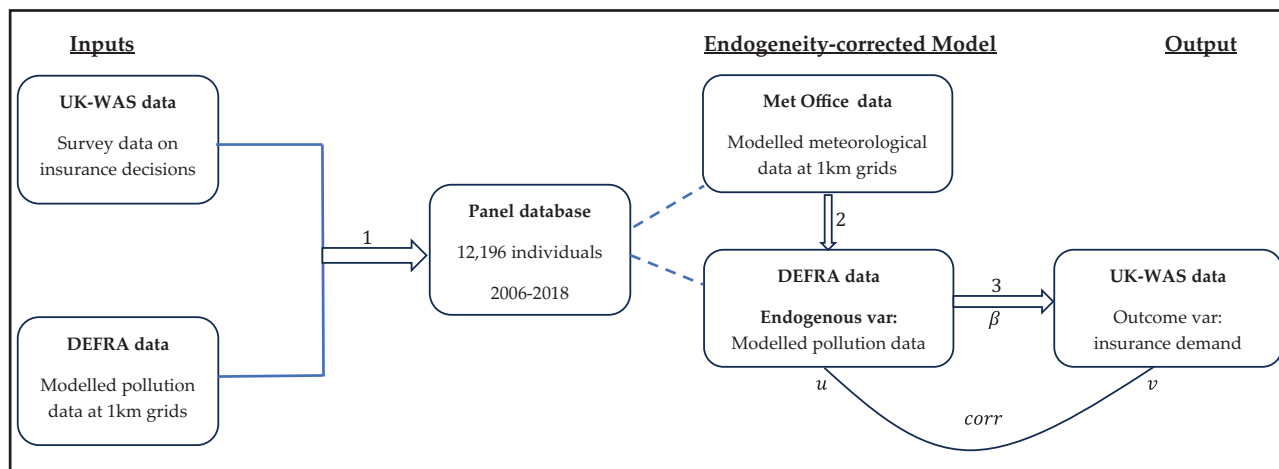 Inputs
UK-WAS data
Survey data on
insurance decisions
DEFRA data
Modelled pollution
data at 1km grids
1
Panel database
12,196 individuals
2006-2018
Endogeneity-corrected Model
Met Office data
Modelled meteorological
data at 1km grids
2
DEFRA data
Endogenous var:
Modelled pollution data
u
3
β
corr
Output
UK-WAS data
Outcome var:
insurance demand
v